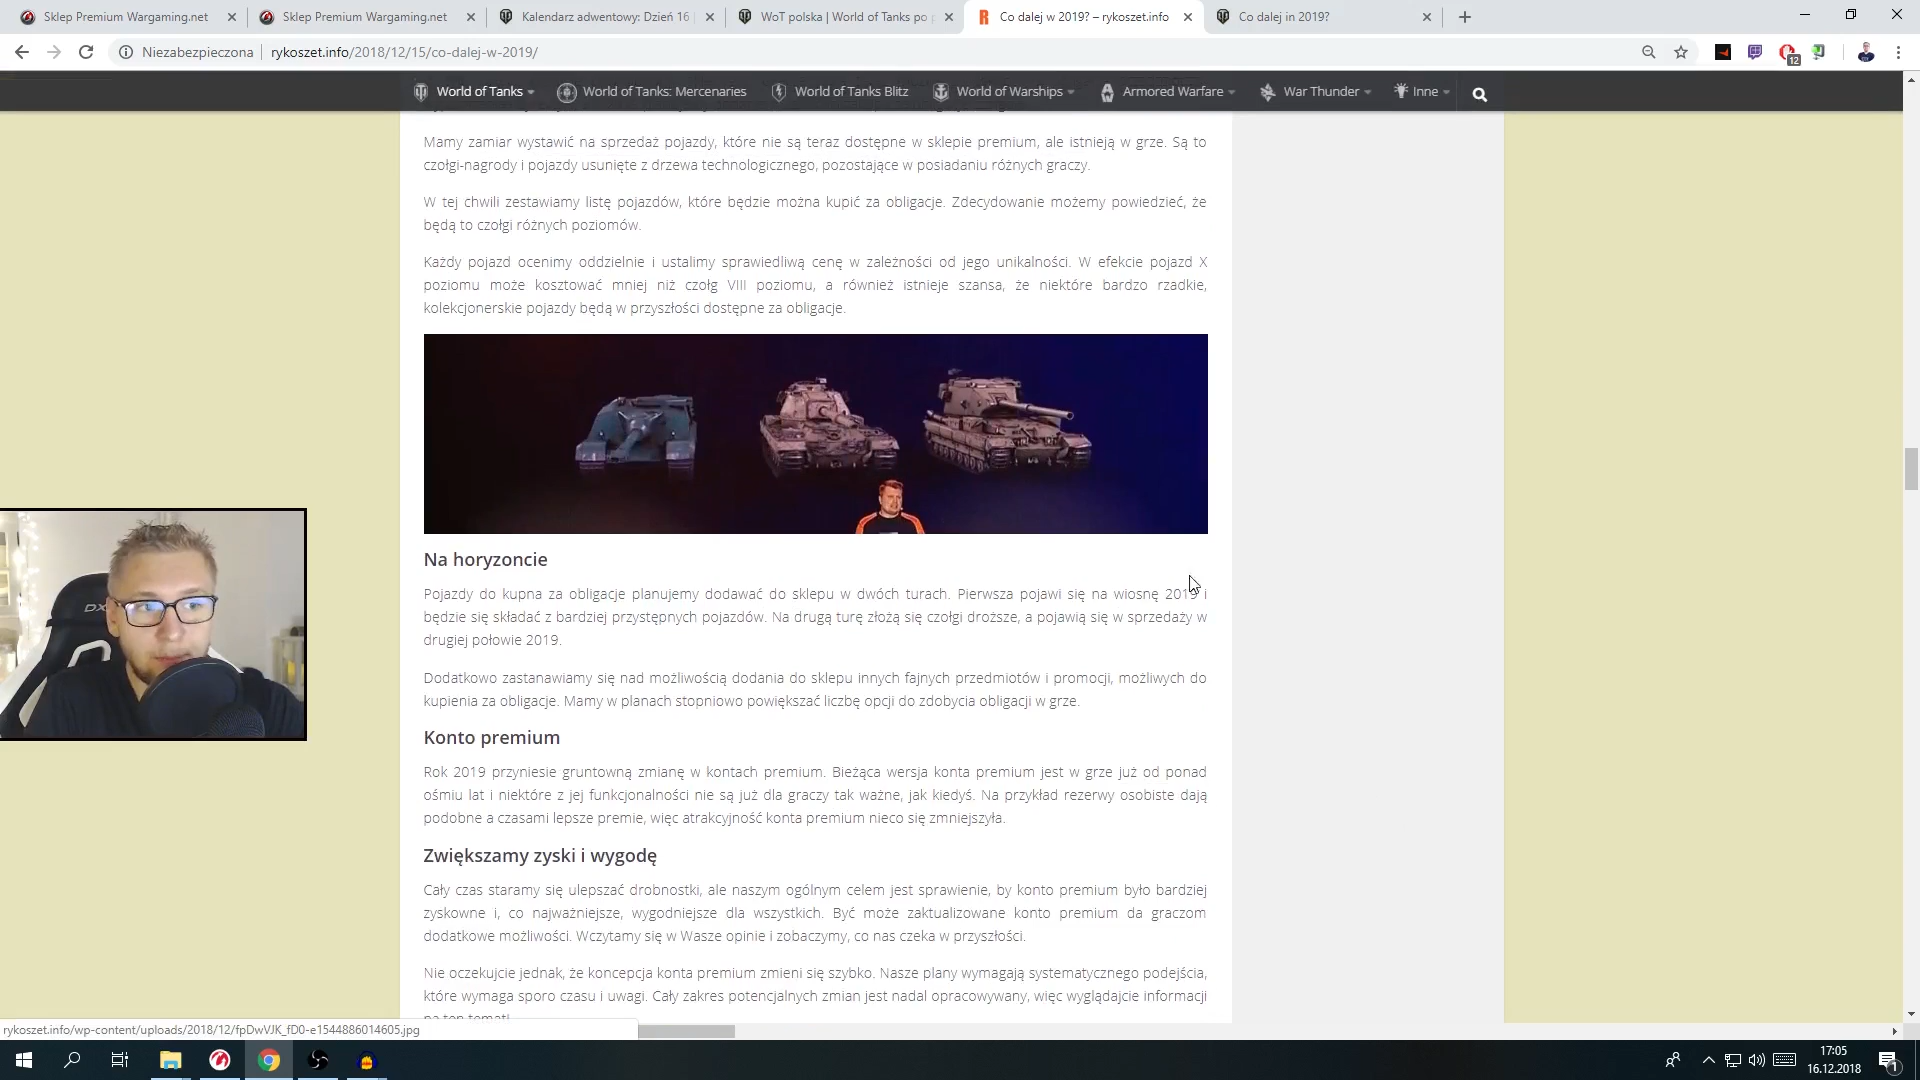 Sklep Premium Wargaming.net
Sklep Premium Wargaming.net
Kalendarz adwentowy: Dzień 16
WoT polska | World of Tanks po
Co dalej w 2019? – rykoszet.info
Co dalej in 2019?
Niezabezpieczona
rykoszet.info/2018/12/15/co-dalej-w-2019/
12
World of Tanks
World of Tanks: Mercenaries
World of Tanks Blitz
World of Warships
Armored Warfare
War Thunder
Inne
Mamy zamiar wystawić na sprzedaż pojazdy, które nie są teraz dostępne w sklepie premium, ale istnieją w grze. Są to
czołgi-nagrody i pojazdy usunięte z drzewa technologicznego, pozostające w posiadaniu różnych graczy.
W tej chwili zestawiamy listę pojazdów, które będzie można kupić za obligacje. Zdecydowanie możemy powiedzieć, że
będą to czołgi różnych poziomów.
Każdy pojazd ocenimy oddzielnie i ustalimy sprawiedliwą cenę w zależności od jego unikalności. W efekcie pojazd X
poziomu może kosztować mniej niż czołg VIII poziomu, a również istnieje szansa, że niektóre bardzo rzadkie,
kolekcjonerskie pojazdy będą w przyszłości dostępne za obligacje.
Na horyzoncie
Pojazdy do kupna za obligacje planujemy dodawać do sklepu w dwóch turach. Pierwsza pojawi się na wiosnę 2019 i
będzie się składać z bardziej przystępnych pojazdów. Na drugą turę złożą się czołgi droższe, a pojawią się w sprzedaży w
drugiej połowie 2019.
Dodatkowo zastanawiamy się nad możliwością dodania do sklepu innych fajnych przedmiotów i promocji, możliwych do
kupienia za obligacje. Mamy w planach stopniowo powiększać liczbę opcji do zdobycia obligacji w grze.
Konto premium
Rok 2019 przyniesie gruntowną zmianę w kontach premium. Bieżąca wersja konta premium jest w grze już od ponad
ośmiu lat i niektóre z jej funkcjonalności nie są już dla graczy tak ważne, jak kiedyś. Na przykład rezerwy osobiste dają
podobne a czasami lepsze premie, więc atrakcyjność konta premium nieco się zmniejszyła.
Zwiększamy zyski i wygodę
Cały czas staramy się ulepszać drobnostki, ale naszym ogólnym celem jest sprawienie, by konto premium było bardziej
zyskowne i, co najważniejsze, wygodniejsze dla wszystkich. Być może zaktualizowane konto premium da graczom
dodatkowe możliwości. Wczytamy się w Wasze opinie i zobaczymy, co nas czeka w przyszłości.
Nie oczekujcie jednak, że koncepcja konta premium zmieni się szybko. Nasze plany wymagają systematycznego podejścia,
które wymaga sporo czasu i uwagi. Cały zakres potencjalnych zmian jest nadal opracowywany, więc wyglądajcie informacji
na ten temat!
rykoszet.info/wp-content/uploads/2018/12/fpDwVJK_fD0-e1544886014605.jpg
17:05
16.12.2018
1